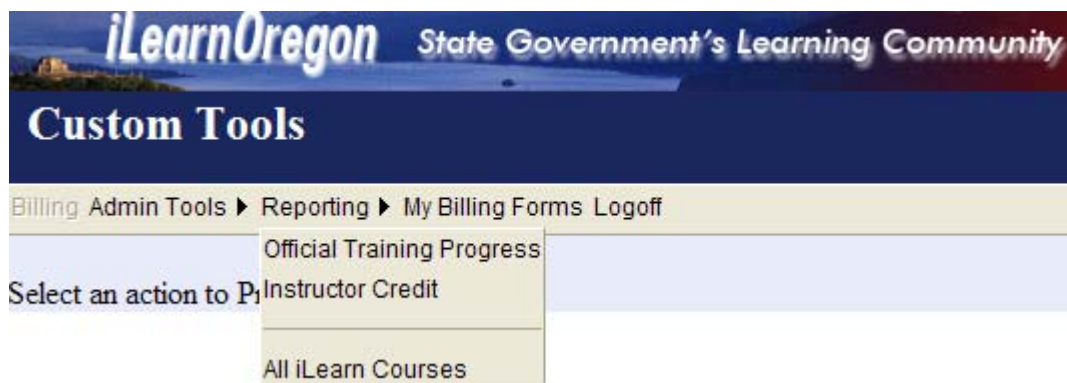 iLearnOregon State Government's Learning Community
Custom Tools
Billing Admin Tools Reporting My Billing Forms Logoff
Official Training Progress
Select an action to Instructor Credit
All iLearn Courses